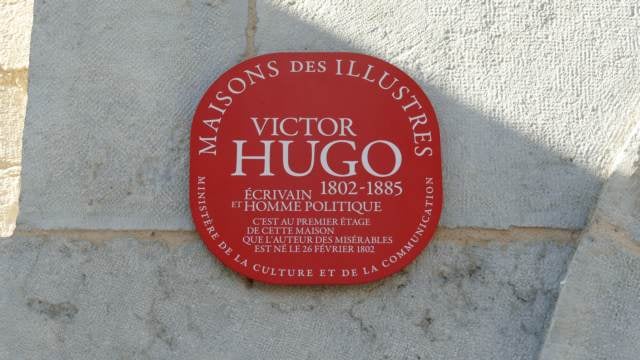 MAISONS DES ILLUSTRES
VICTOR
HUGO
1802-1885
ÉCRIVAIN
ET HOMME POLITIQUE
C'EST AU PREMIER ÉTAGE
DE CETTE MAISON
QUE L'AUTEUR DES MISÉRABLES
EST NÉ LE 26 FÉVRIER 1802
MINISTÈRE DE LA CULTURE ET DE LA COMMUNICATION